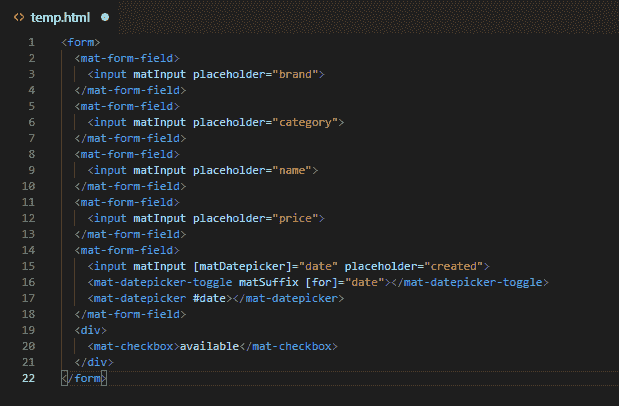 <> temp.html ●
1 <form>
2   <mat-form-field>
3     <input matInput placeholder="brand">
4   </mat-form-field>
5   <mat-form-field>
6     <input matInput placeholder="category">
7   </mat-form-field>
8   <mat-form-field>
9     <input matInput placeholder="name">
10   </mat-form-field>
11   <mat-form-field>
12     <input matInput placeholder="price">
13   </mat-form-field>
14   <mat-form-field>
15     <input matInput [matDatepicker]="date" placeholder="created">
16     <mat-datepicker-toggle matSuffix [for]="date"></mat-datepicker-toggle>
17     <mat-datepicker #date></mat-datepicker>
18   </mat-form-field>
19   <div>
20     <mat-checkbox>available</mat-checkbox>
21   </div>
22 </form>